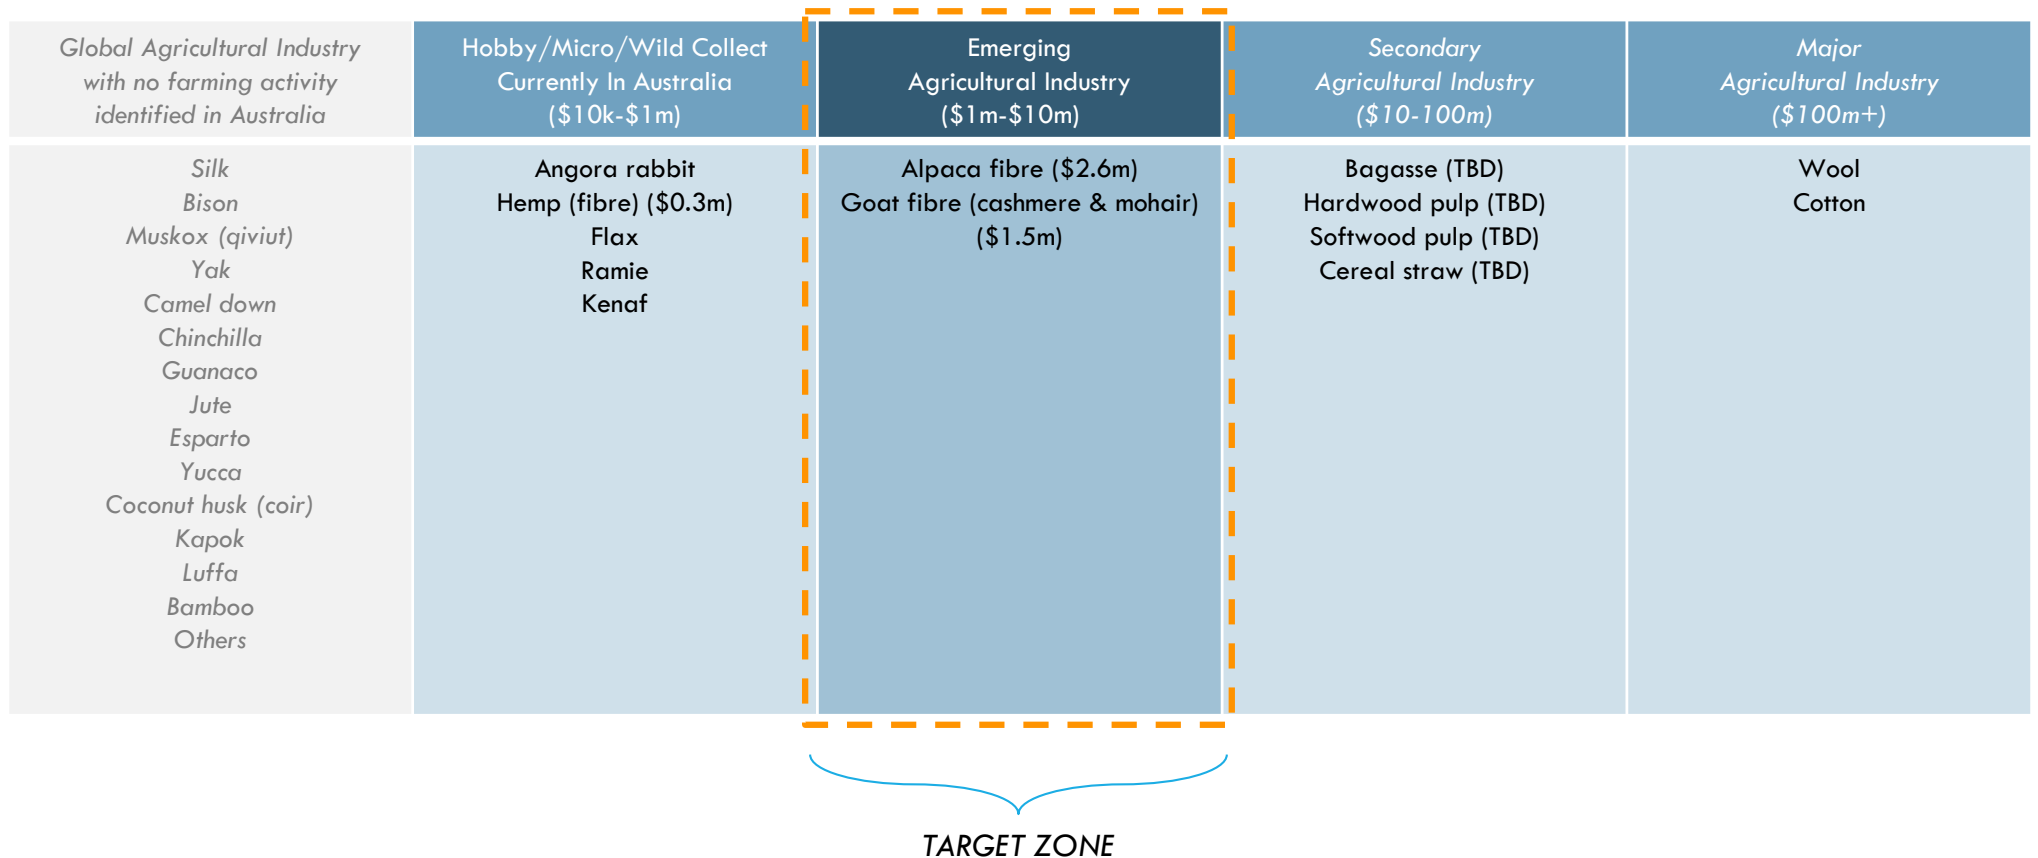 Global Agricultural Industry
with no farming activity
identified in Australia
Hobby/Micro/Wild Collect
Currently In Australia
($10k-$1m)
Emerging
Agricultural Industry
($1m-$10m)
Secondary
Agricultural Industry
($10-100m)
Major
Agricultural Industry
($100m+)
Silk
Bison
Muskox (qiviut)
Yak
Camel down
Chinchilla
Guanaco
Jute
Esparto
Yucca
Coconut husk (coir)
Kapok
Luffa
Bamboo
Others
Angora rabbit
Hemp (fibre) ($0.3m)
Flax
Ramie
Kenaf
Alpaca fibre ($2.6m)
Goat fibre (cashmere & mohair)
($1.5m)
Bagasse (TBD)
Hardwood pulp (TBD)
Softwood pulp (TBD)
Cereal straw (TBD)
Wool
Cotton
TARGET ZONE